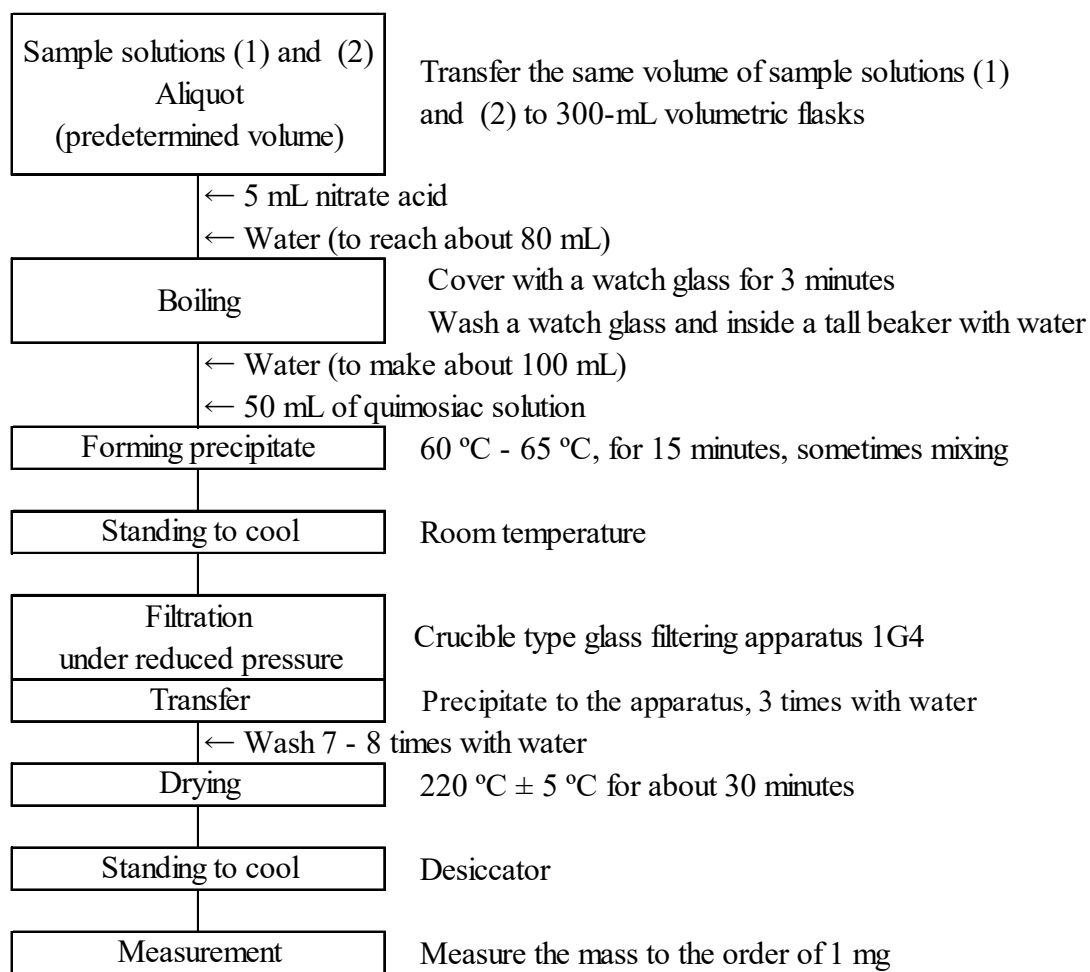 Sample solutions (1) and (2)
Aliquot
(predetermined volume)
Transfer the same volume of sample solutions (1)
and (2) to 300-mL volumetric flasks
← 5 mL nitrate acid
← Water (to reach about 80 mL)
Boiling
Cover with a watch glass for 3 minutes
Wash a watch glass and inside a tall beaker with water
← Water (to make about 100 mL)
← 50 mL of quimosiac solution
Forming precipitate
60 ºC - 65 ºC, for 15 minutes, sometimes mixing
Standing to cool
Room temperature
Filtration
under reduced pressure
Crucible type glass filtering apparatus 1G4
Transfer
Precipitate to the apparatus, 3 times with water
← Wash 7 - 8 times with water
Drying
220 ºC ± 5 ºC for about 30 minutes
Standing to cool
Desiccator
Measurement
Measure the mass to the order of 1 mg